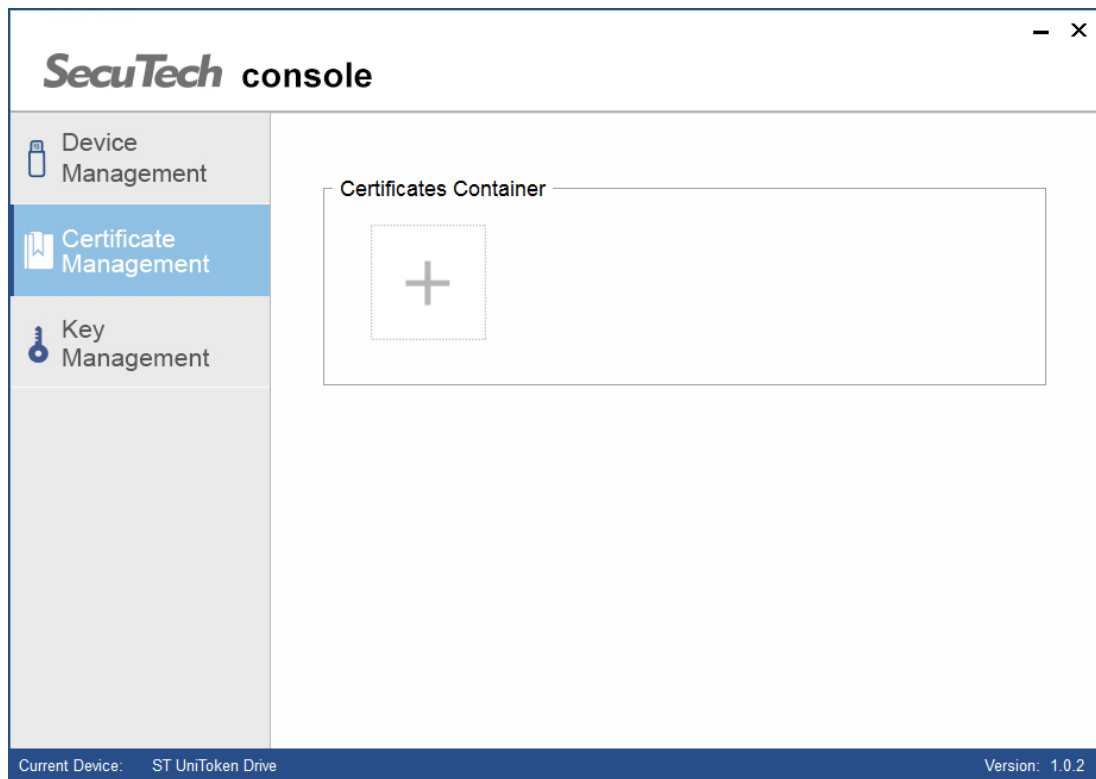 SecuTech console
Device
Management
Certificate
Management
Key
Management
Certificates Container
Current Device: ST UniToken Drive
Version: 1.0.2